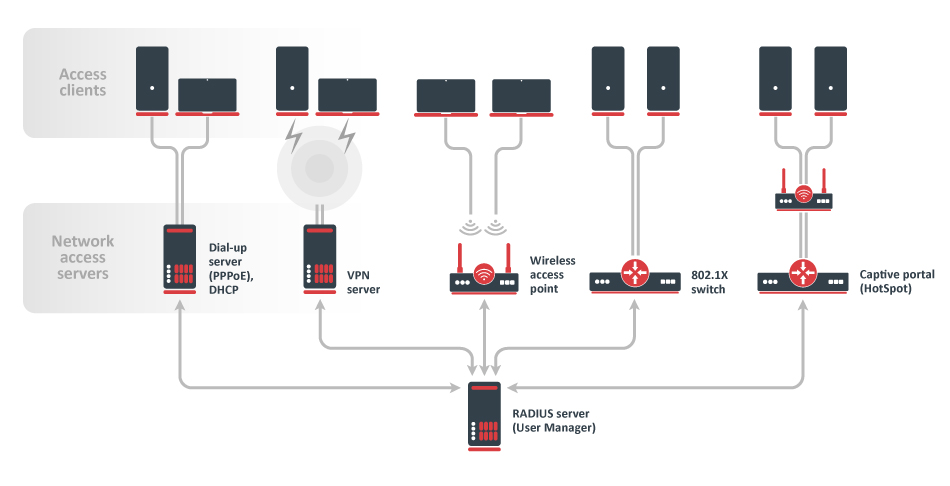 Access
clients
Network
access
servers
Dial-up
server
(PPPoE),
DHCP
VPN
server
Wireless
access
point
802.1X
switch
Captive portal
(HotSpot)
RADIUS server
(User Manager)